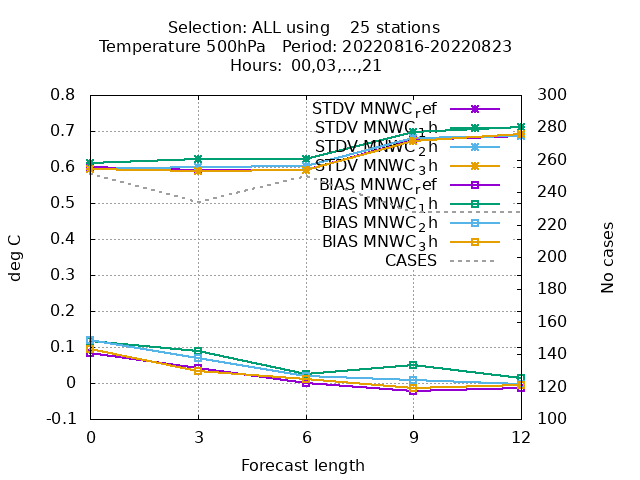 Selection: ALL using    25 stations
Temperature 500hPa   Period: 20220816-20220823
Hours:  00,03,...,21
0.8
0.7
0.6
0.5
0.4
0.3
0.2
0.1
0
-0.1
deg C
STDV MNWC_ref
STDV MNWC_1h
STDV MNWC_2h
STDV MNWC_3h
BIAS MNWC_ref
BIAS MNWC_1h
BIAS MNWC_2h
BIAS MNWC_3h
CASES
300
280
260
240
220
200
180
160
140
120
100
No cases
0 3 6 9 12
Forecast length